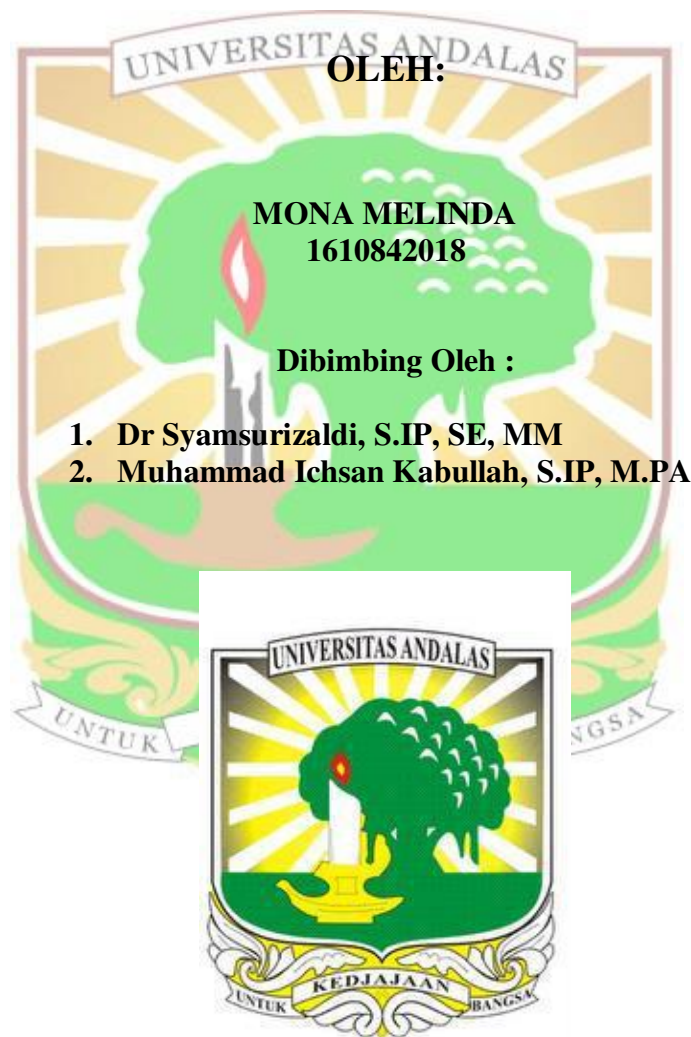 UNIVERSITAS ANDALAS
OLEH:
MONA MELINDA
1610842018
Dibimbing Oleh :
1. Dr Syamsurizaldi, S.IP, SE, MM
2. Muhammad Ichsan Kabullah, S.IP, M.PA
UNIVERSITAS ANDALAS
UNTUK NGSA
UNTUK KEDJAJAAN BANGSA